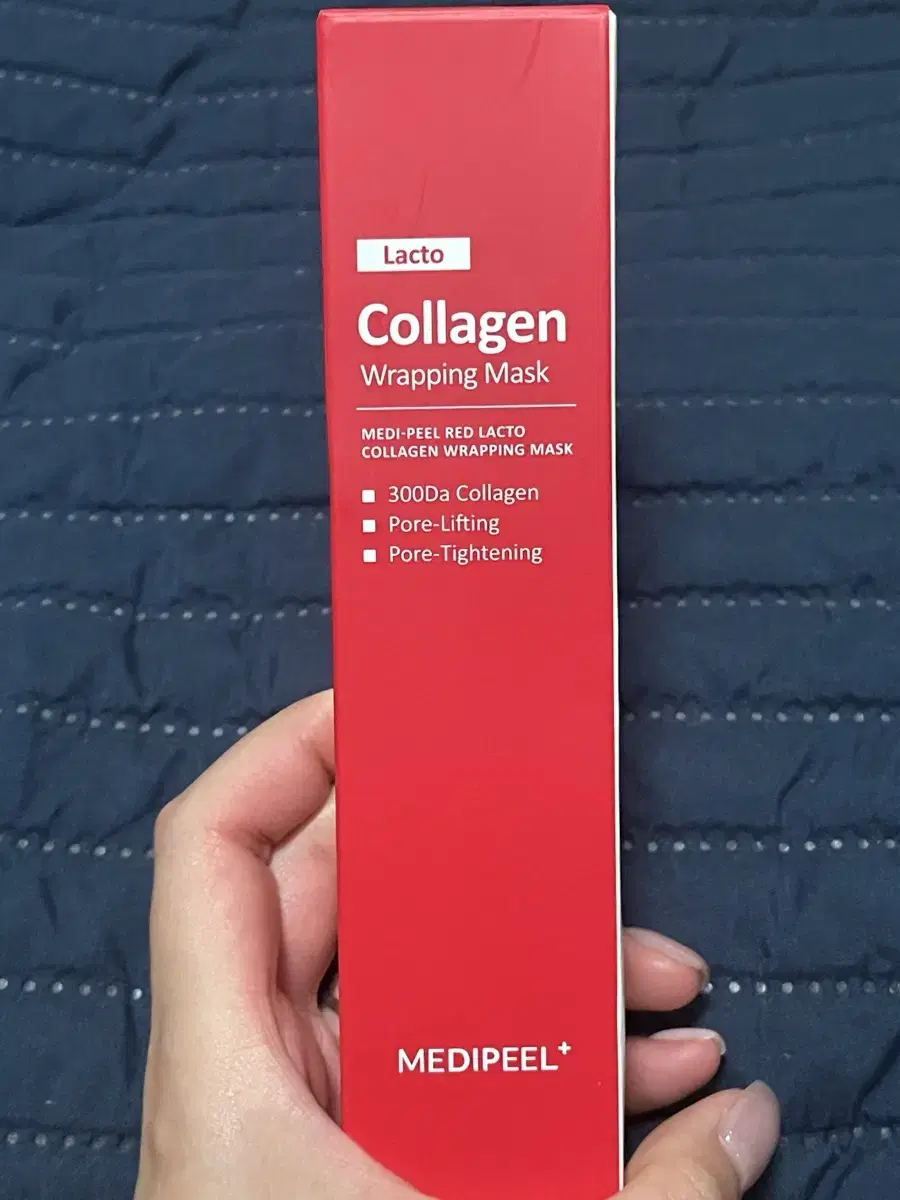 Lacto
Collagen
Wrapping Mask
MEDI-PEEL RED LACTO
COLLAGEN WRAPPING MASK
300Da Collagen
Pore-Lifting
Pore-Tightening
MEDIPEEL+